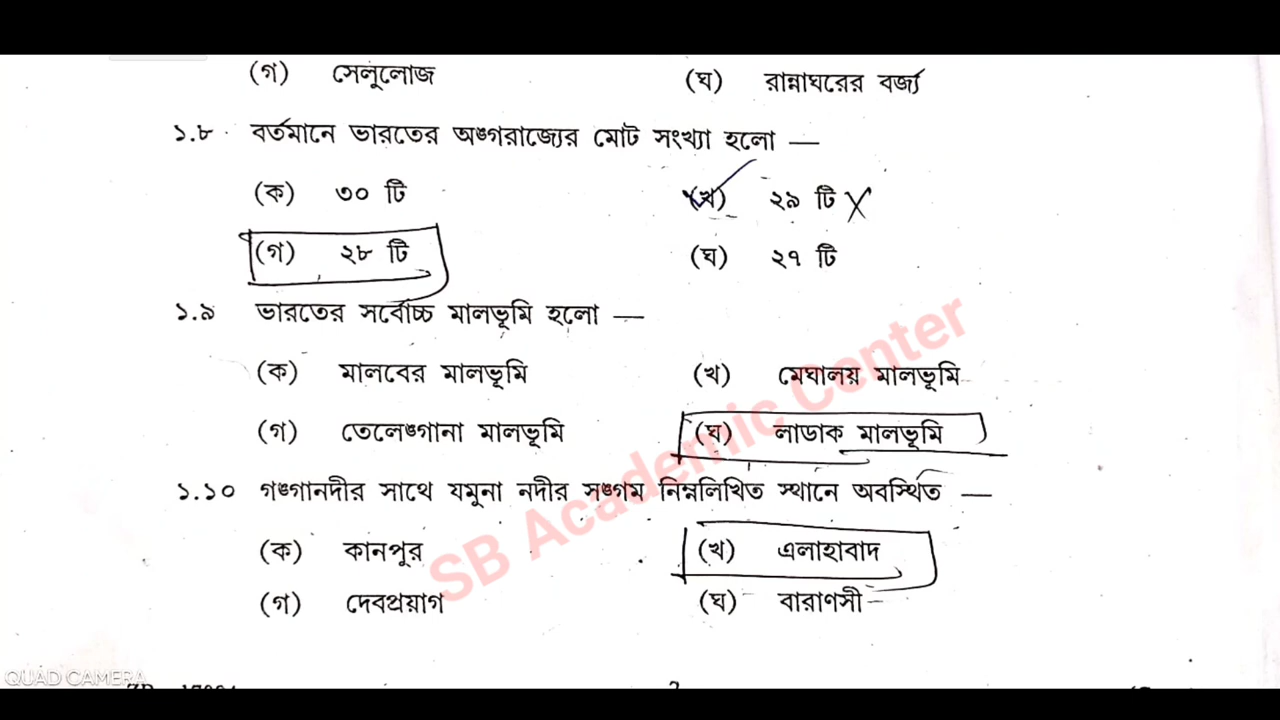 (গ) সেলুলোজ (ঘ) রান্নাঘরের বর্জ্য
১.৮ বর্তমানে ভারতের অঙ্গরাজ্যের মোট সংখ্যা হলো —
(ক) ৩০ টি (খ) ২৯ টি
(গ) ২৮ টি (ঘ) ২৭ টি
১.৯ ভারতের সর্বোচ্চ মালভূমি হলো —
(ক) মালবের মালভূমি (খ) মেঘালয় মালভূমি
(গ) তেলেঙ্গানা মালভূমি (ঘ) লাডাক মালভূমি
১.১০ গঙ্গানদীর সাথে যমুনা নদীর সঙ্গম নিম্নলিখিত স্থানে অবস্থিত —
(ক) কানপুর (খ) এলাহাবাদ
(গ) দেবপ্রয়াগ (ঘ) বারাণসী
SB Academic Center
QUAD CAMERA